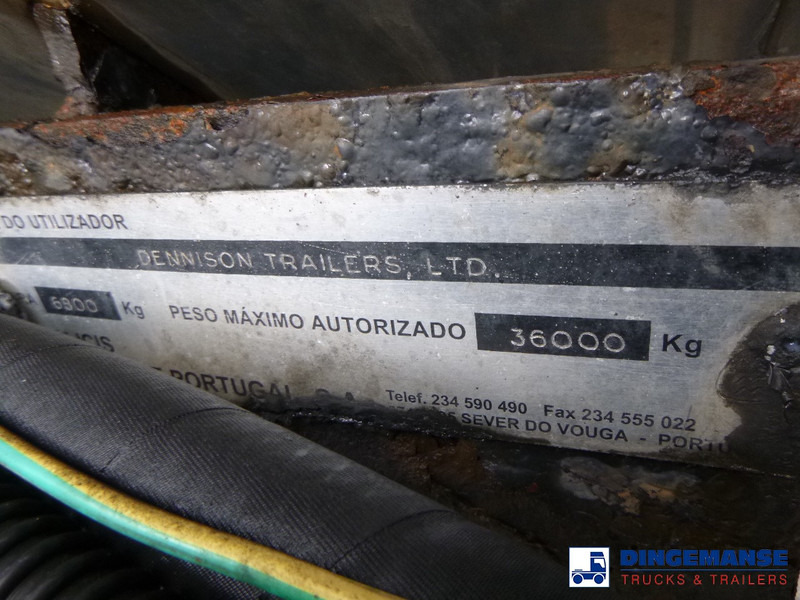 DO UTILIZADOR
DENNISON TRAILERS, LTD.
6900 Kg PESO MÁXIMO AUTORIZADO 36000 Kg
PORTUGAL, S.A.
Telef. 234 590 490 Fax 234 555 022
SEVER DO VOUGA - PORTU
DINGEMANSE
TRUCKS & TRAILERS